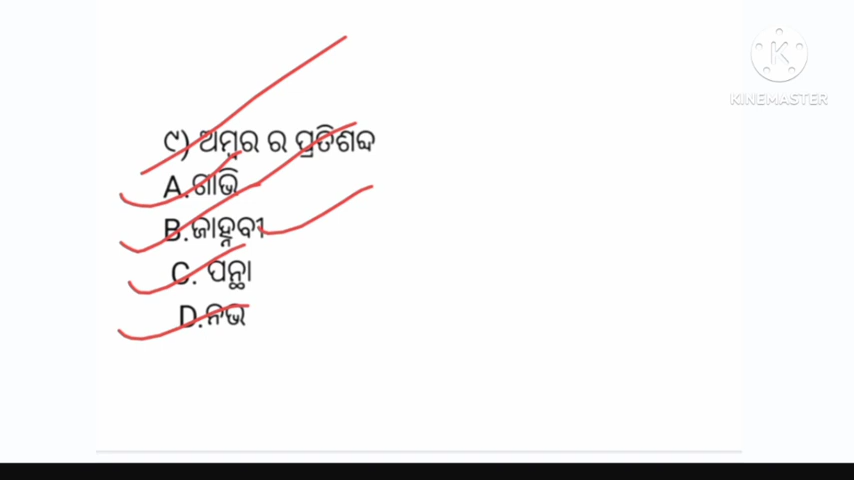 ୯) ଅମ୍ବର ର ପ୍ରତିଶବ୍ଦ
A.ଗାଭି
B.ଜାହ୍ନବୀ
C. ପନ୍ଥା
D.ନଭ
KINEMASTER